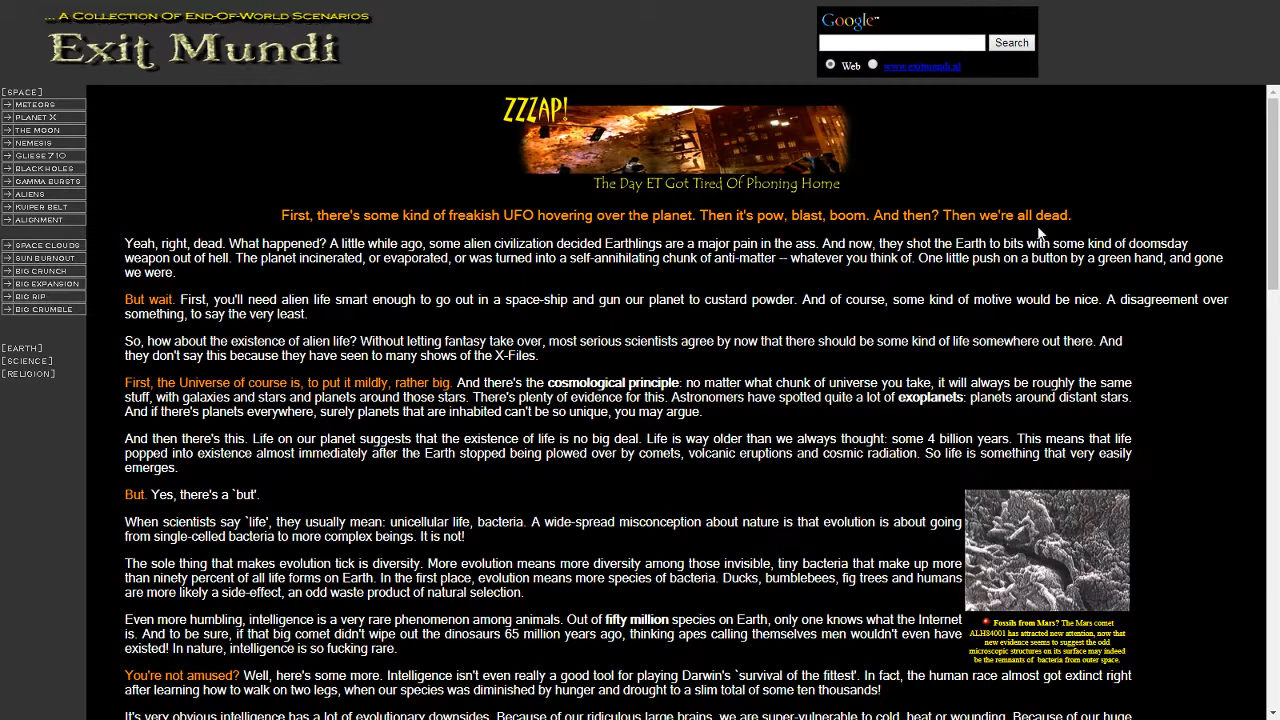 ... A Collection Of End-Of-World Scenarios
Exit Mundi
Google™
Search
Web
www.exitmundi.nl
[SPACE]
METEORS
PLANET X
THE MOON
NEMESIS
GLIESE 710
BLACK HOLES
GAMMA BURSTS
ALIENS
KUIPER BELT
ALIGNMENT
SPACE CLOUDS
SUN BURNOUT
BIG CRUNCH
BIG EXPANSION
BIG RIP
BIG CRUMBLE
[EARTH]
[SCIENCE]
[RELIGION]
ZZZAP!
The Day ET Got Tired Of Phoning Home
First, there's some kind of freakish UFO hovering over the planet. Then it's pow, blast, boom. And then? Then we're all dead.
Yeah, right, dead. What happened? A little while ago, some alien civilization decided Earthlings are a major pain in the ass. And now, they shot the Earth to bits with some kind of doomsday
weapon out of hell. The planet incinerated, or evaporated, or was turned into a self-annihilating chunk of anti-matter -- whatever you think of. One little push on a button by a green hand, and gone
we were.
But wait. First, you'll need alien life smart enough to go out in a space-ship and gun our planet to custard powder. And of course, some kind of motive would be nice. A disagreement over
something, to say the very least.
So, how about the existence of alien life? Without letting fantasy take over, most serious scientists agree by now that there should be some kind of life somewhere out there. And
they don't say this because they have seen to many shows of the X-Files.
First, the Universe of course is, to put it mildly, rather big. And there's the cosmological principle: no matter what chunk of universe you take, it will always be roughly the same
stuff, with galaxies and stars and planets around those stars. There's plenty of evidence for this. Astronomers have spotted quite a lot of exoplanets: planets around distant stars.
And if there's planets everywhere, surely planets that are inhabited can't be so unique, you may argue.
And then there's this. Life on our planet suggests that the existence of life is no big deal. Life is way older than we always thought: some 4 billion years. This means that life
popped into existence almost immediately after the Earth stopped being plowed over by comets, volcanic eruptions and cosmic radiation. So life is something that very easily
emerges.
But. Yes, there's a `but'.
When scientists say `life', they usually mean: unicellular life, bacteria. A wide-spread misconception about nature is that evolution is about going
from single-celled bacteria to more complex beings. It is not!
The sole thing that makes evolution tick is diversity. More evolution means more diversity among those invisible, tiny bacteria that make up more
than ninety percent of all life forms on Earth. In the first place, evolution means more species of bacteria. Ducks, bumblebees, fig trees and humans
are more likely a side-effect, an odd waste product of natural selection.
Even more humbling, intelligence is a very rare phenomenon among animals. Out of fifty million species on Earth, only one knows what the Internet
is. And to be sure, if that big comet didn't wipe out the dinosaurs 65 million years ago, thinking apes calling themselves men wouldn't even have
existed! In nature, intelligence is so fucking rare.
Fossils from Mars? The Mars comet
ALH84001 has attracted new attention, now that
new evidence seems to suggest the odd
microscopic structures on its surface may indeed
be the remnants of bacteria from outer space.
You're not amused? Well, here's some more. Intelligence isn't even really a good tool for playing Darwin's `survival of the fittest'. In fact, the human race almost got extinct right
after learning how to walk on two legs, when our species was diminished by hunger and drought to a slim total of some ten thousands!
It's very obvious intelligence has a lot of evolutionary downsides. Because of our ridiculous large brains, we are super-vulnerable to cold, heat or wounding. Because of our huge